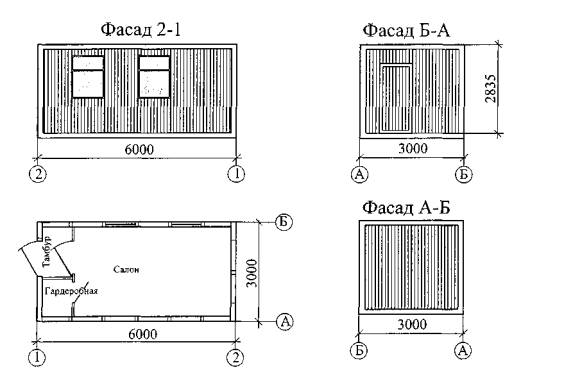 Фасад 2-1
6000
2
1
Фасад Б-А
2835
3000
А
Б
Тамбур
Гардеробная
Салон
Б
3000
А
6000
1
2
Фасад А-Б
3000
Б
А